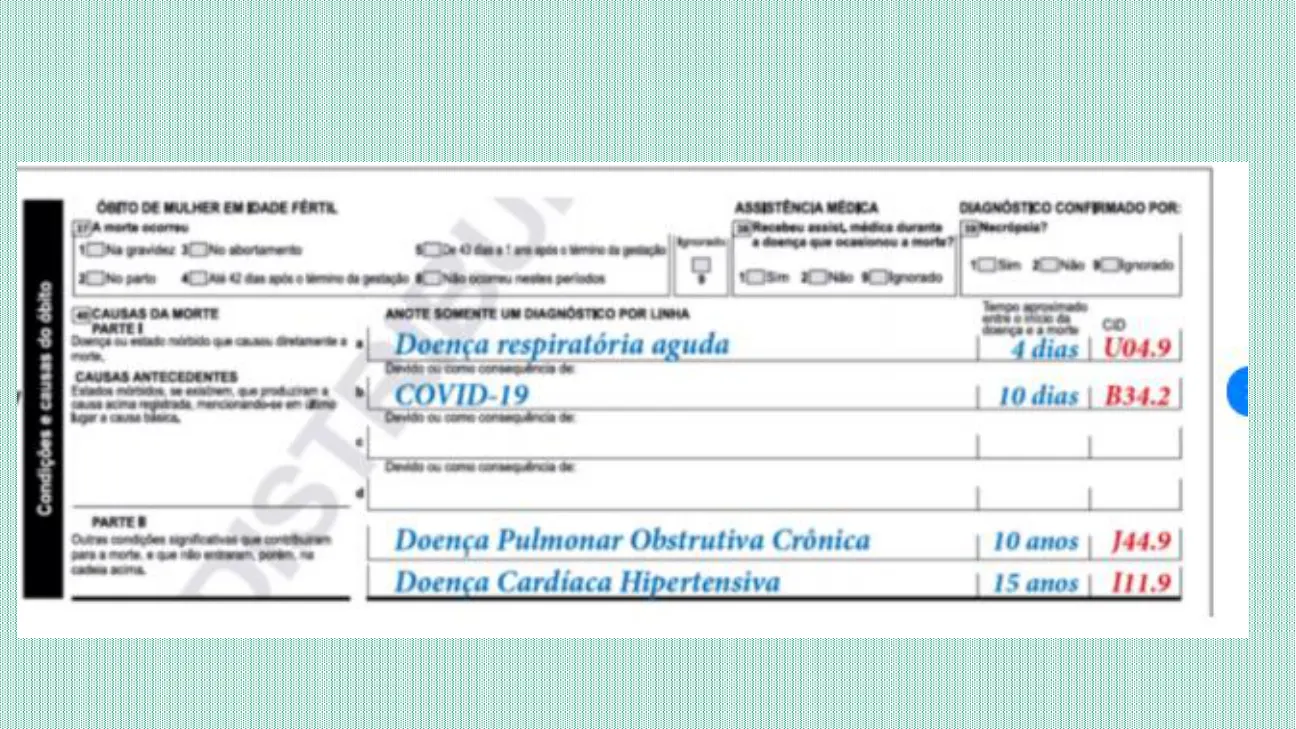 ÓBITO DE MULHER EM IDADE FÉRTIL
37 A morte ocorreu
1 Na gravidez 3 No abortamento 5 De 43 dias a 1 ano após o término da gestação
2 No parto 4 Até 42 dias após o término da gestação 6 Não ocorreu nestes períodos
Ignorado
9
ASSISTÊNCIA MÉDICA
38 Recebeu assist. médica durante
a doença que ocasionou a morte?
1 Sim 2 Não 9 Ignorado
DIAGNÓSTICO CONFIRMADO POR:
39 Necrópsia?
1 Sim 2 Não 9 Ignorado
Condições e causas do óbito
40 CAUSAS DA MORTE
PARTE I
Doença ou estado mórbido que causou diretamente a
morte.
CAUSAS ANTECEDENTES
Estados mórbidos, se existirem, que produziram a
causa acima registrada, mencionando-se em último
lugar a causa básica.
ANOTE SOMENTE UM DIAGNÓSTICO POR LINHA
Tempo aproximado
entre o início da
doença e a morte
CID
a Doença respiratória aguda 4 dias U04.9
Devido ou como consequência de:
b COVID-19 10 dias B34.2
Devido ou como consequência de:
c
Devido ou como consequência de:
d
PARTE II
Outras condições significativas que contribuíram
para a morte, e que não entraram, porém, na
cadeia acima.
Doença Pulmonar Obstrutiva Crônica 10 anos J44.9
Doença Cardíaca Hipertensiva 15 anos I11.9